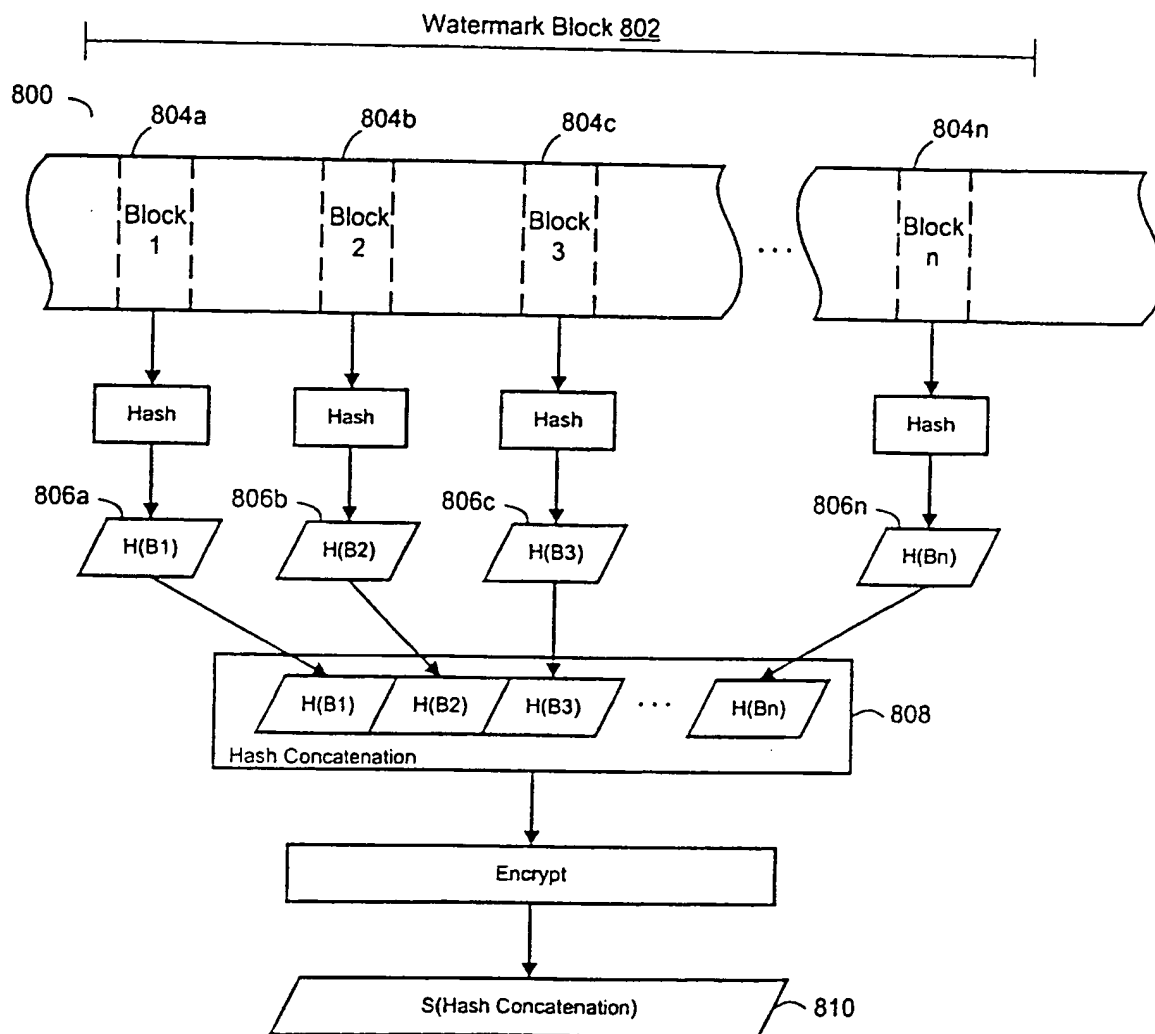 Watermark Block 802
800
804a
804b
804c
804n
Block
1
Block
2
Block
3
...
Block
n
Hash
Hash
Hash
Hash
806a
806b
806c
806n
H(B1)
H(B2)
H(B3)
H(Bn)
H(B1)
H(B2)
H(B3)
...
H(Bn)
808
Hash Concatenation
Encrypt
S(Hash Concatenation)
810